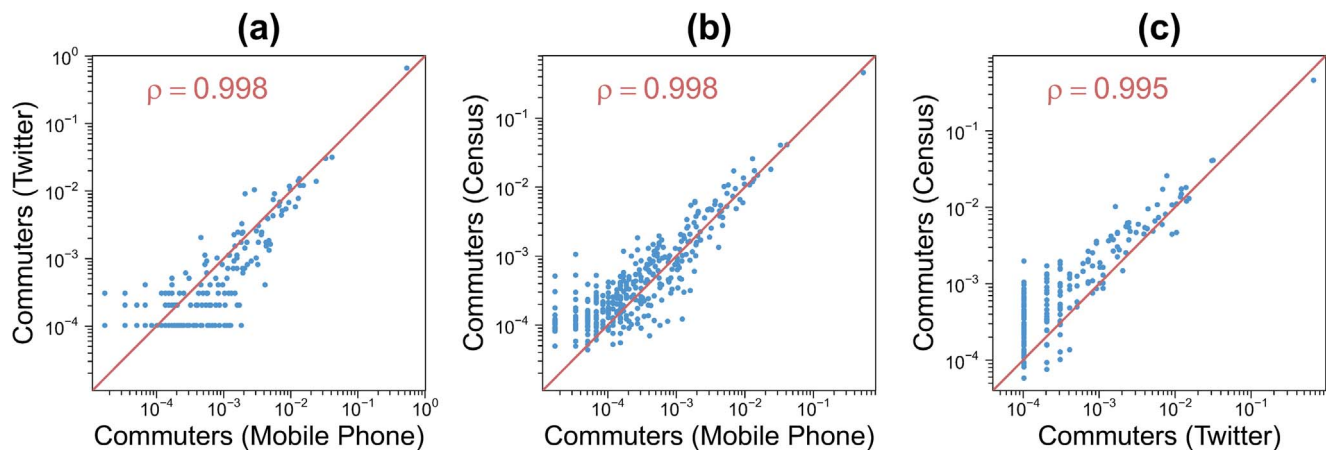 (a)
ρ = 0.998
10⁰
10⁻¹
10⁻²
10⁻³
10⁻⁴
Commuters (Twitter)
10⁻⁴ 10⁻³ 10⁻² 10⁻¹ 10⁰
Commuters (Mobile Phone)
(b)
ρ = 0.998
10⁻¹
10⁻²
10⁻³
10⁻⁴
Commuters (Census)
10⁻⁴ 10⁻³ 10⁻² 10⁻¹
Commuters (Mobile Phone)
(c)
ρ = 0.995
10⁻¹
10⁻²
10⁻³
10⁻⁴
Commuters (Census)
10⁻⁴ 10⁻³ 10⁻² 10⁻¹
Commuters (Twitter)